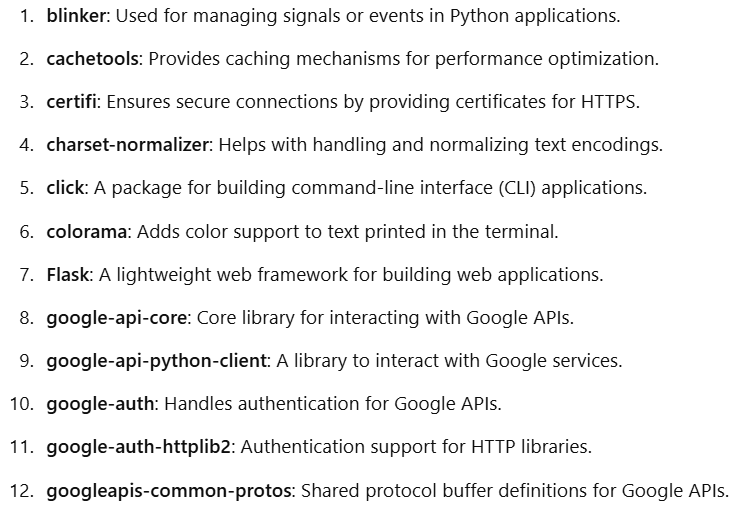 1. blinker: Used for managing signals or events in Python applications.
2. cachetools: Provides caching mechanisms for performance optimization.
3. certifi: Ensures secure connections by providing certificates for HTTPS.
4. charset-normalizer: Helps with handling and normalizing text encodings.
5. click: A package for building command-line interface (CLI) applications.
6. colorama: Adds color support to text printed in the terminal.
7. Flask: A lightweight web framework for building web applications.
8. google-api-core: Core library for interacting with Google APIs.
9. google-api-python-client: A library to interact with Google services.
10. google-auth: Handles authentication for Google APIs.
11. google-auth-httplib2: Authentication support for HTTP libraries.
12. googleapis-common-protos: Shared protocol buffer definitions for Google APIs.